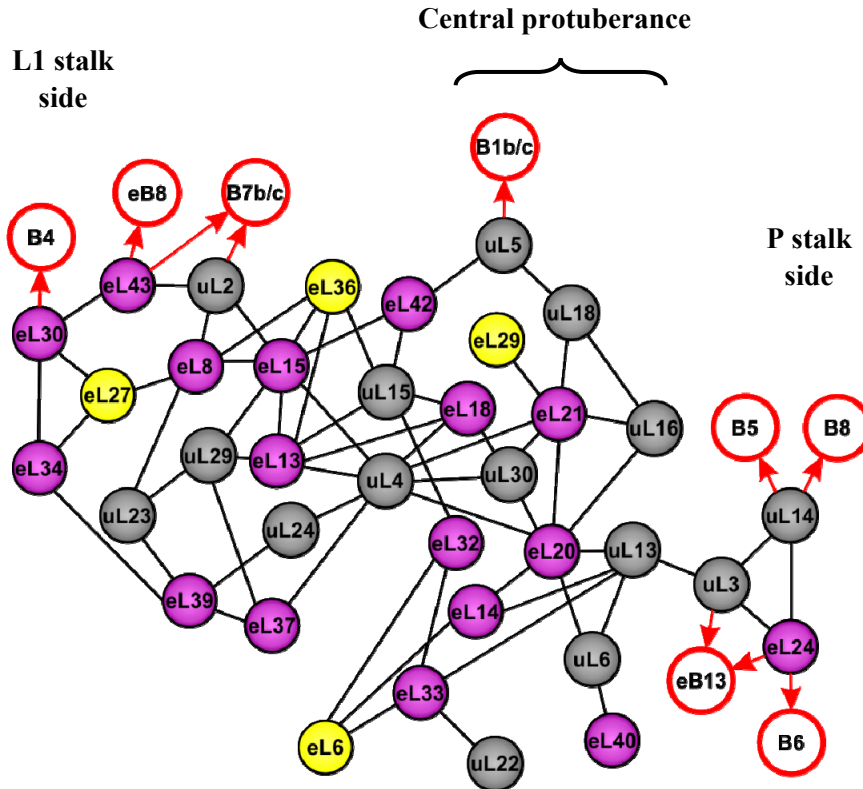 Central protuberance
L1 stalk
side
B1b/c
eB8
B7b/c
B4
uL5
P stalk
side
eL43
uL2
eL36
eL42
uL18
eL30
eL29
eL8
eL15
eL27
uL15
eL18
eL21
uL16
B5
B8
uL29
eL13
eL34
uL4
uL30
uL23
uL24
uL14
eL32
eL20
uL13
uL3
eL39
eL14
eL37
uL6
eL24
eB13
eL33
eL6
uL22
eL40
B6